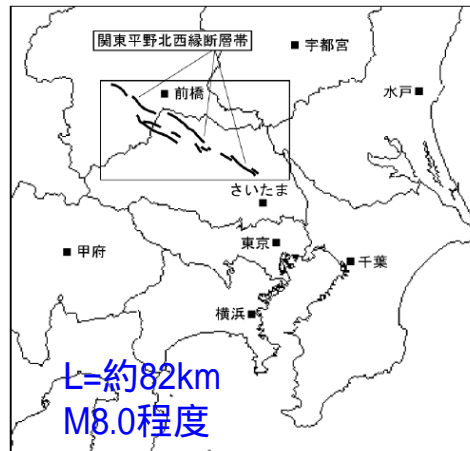 関東平野北西縁断層帯
宇都宮
前橋
水戸
さいたま
東京
甲府
千葉
横浜
L=約82km
M8.0程度